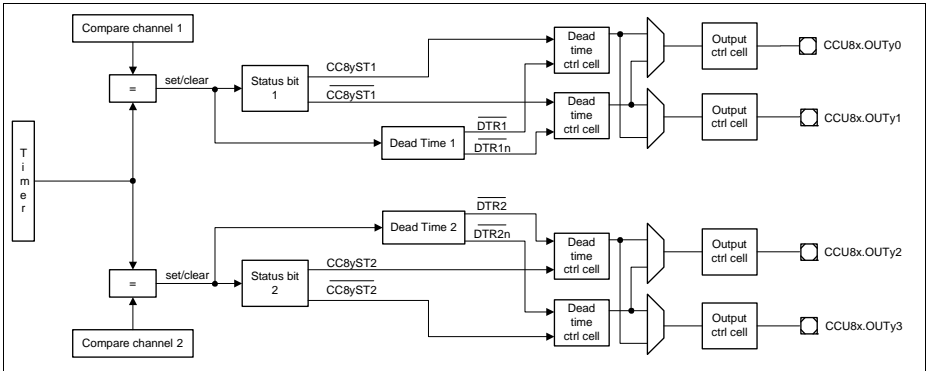 Compare channel 1
=
set/clear
Status bit
1
CC8yST1
CC8yST1
Dead Time 1
DTR1
DTR1n
Dead
time
ctrl cell
Dead
time
ctrl cell
Output
ctrl cell
CCU8x.OUTy0
Output
ctrl cell
CCU8x.OUTy1
T
i
m
e
r
Dead Time 2
DTR2
DTR2n
=
set/clear
Status bit
2
CC8yST2
CC8yST2
Dead
time
ctrl cell
Dead
time
ctrl cell
Output
ctrl cell
CCU8x.OUTy2
Output
ctrl cell
CCU8x.OUTy3
Compare channel 2